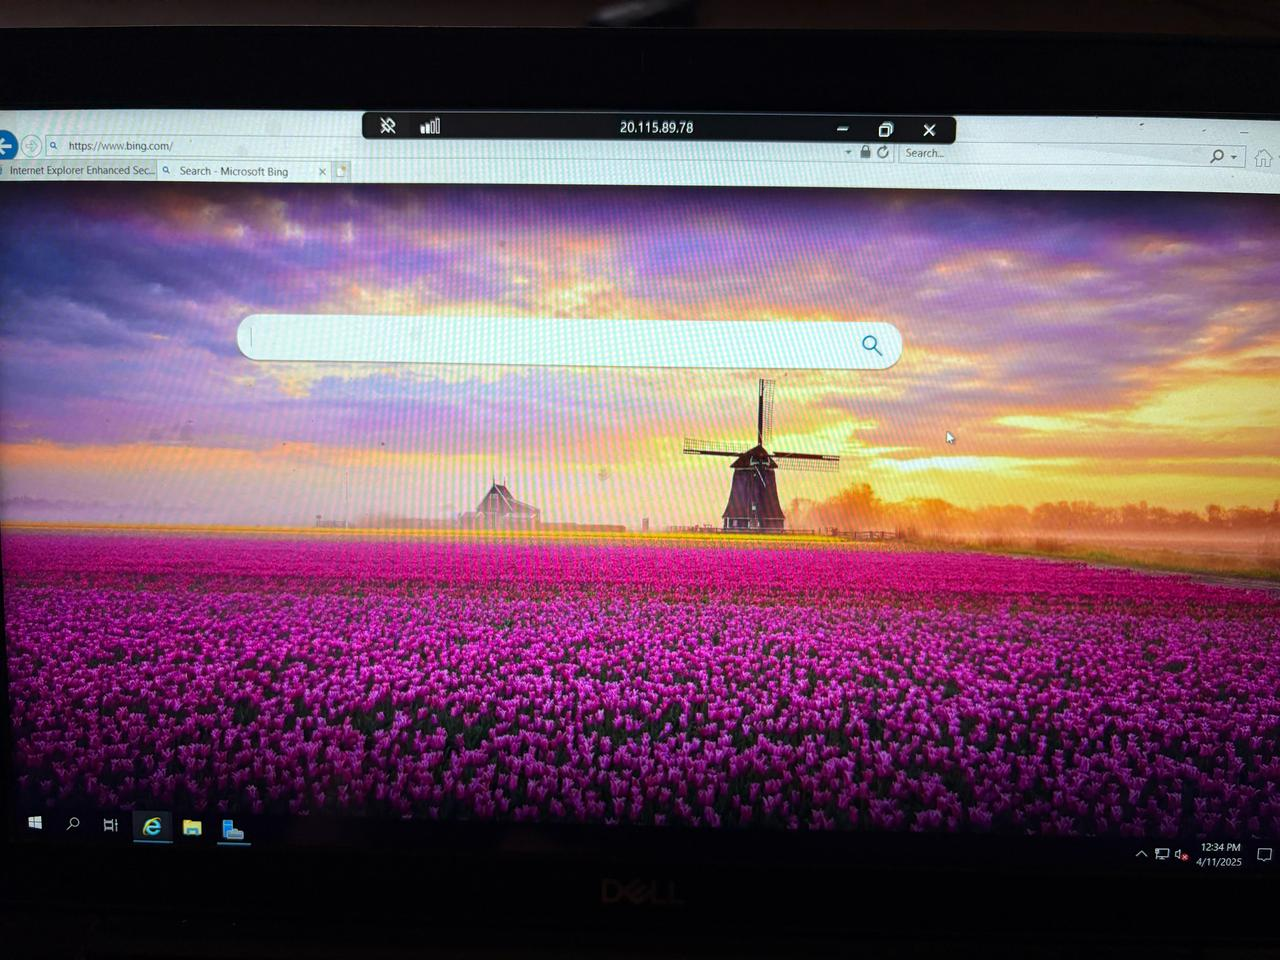 20.115.89.78
https://www.bing.com/
Search...
Internet Explorer Enhanced Sec...
Search - Microsoft Bing
12:34 PM
4/11/2025
DELL